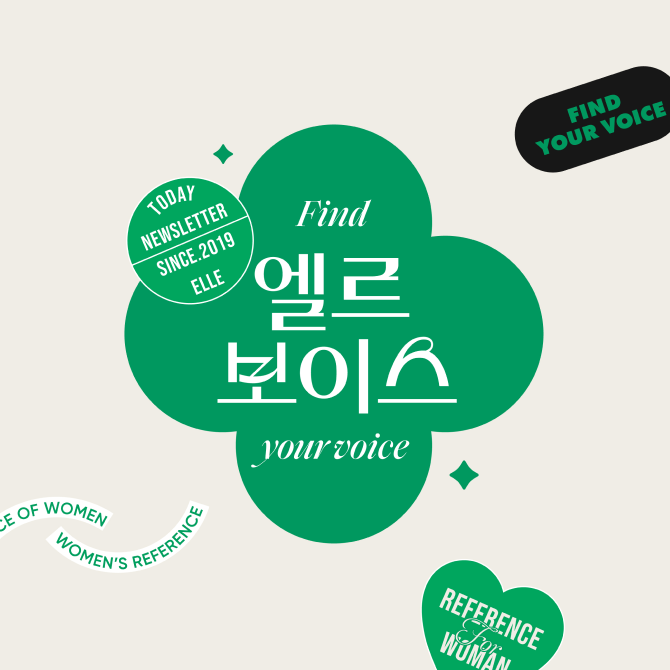 FIND
YOUR VOICE
TODAY
NEWSLETTER
SINCE.2019
ELLE
Find
엘르
보이스
your voice
CE OF WOMEN
WOMEN'S REFERENCE
REFERENCE
For
WOMAN